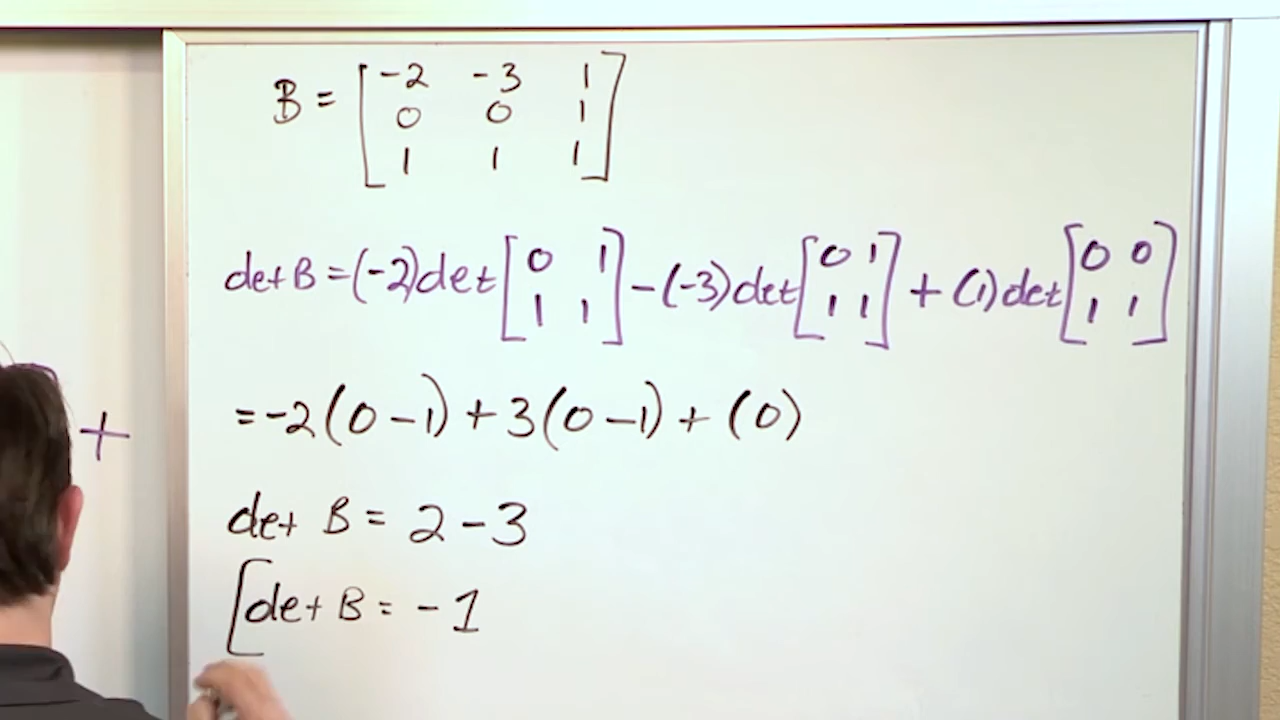 B = [-2 -3 1
0 0 1
1 1 1]
det B = (-2) det [0 1
1 1] - (-3) det [0 1
1 1] + (1) det [0 0
1 1]
= -2(0-1) + 3(0-1) + (0)
+
det B = 2 - 3
[det B = -1